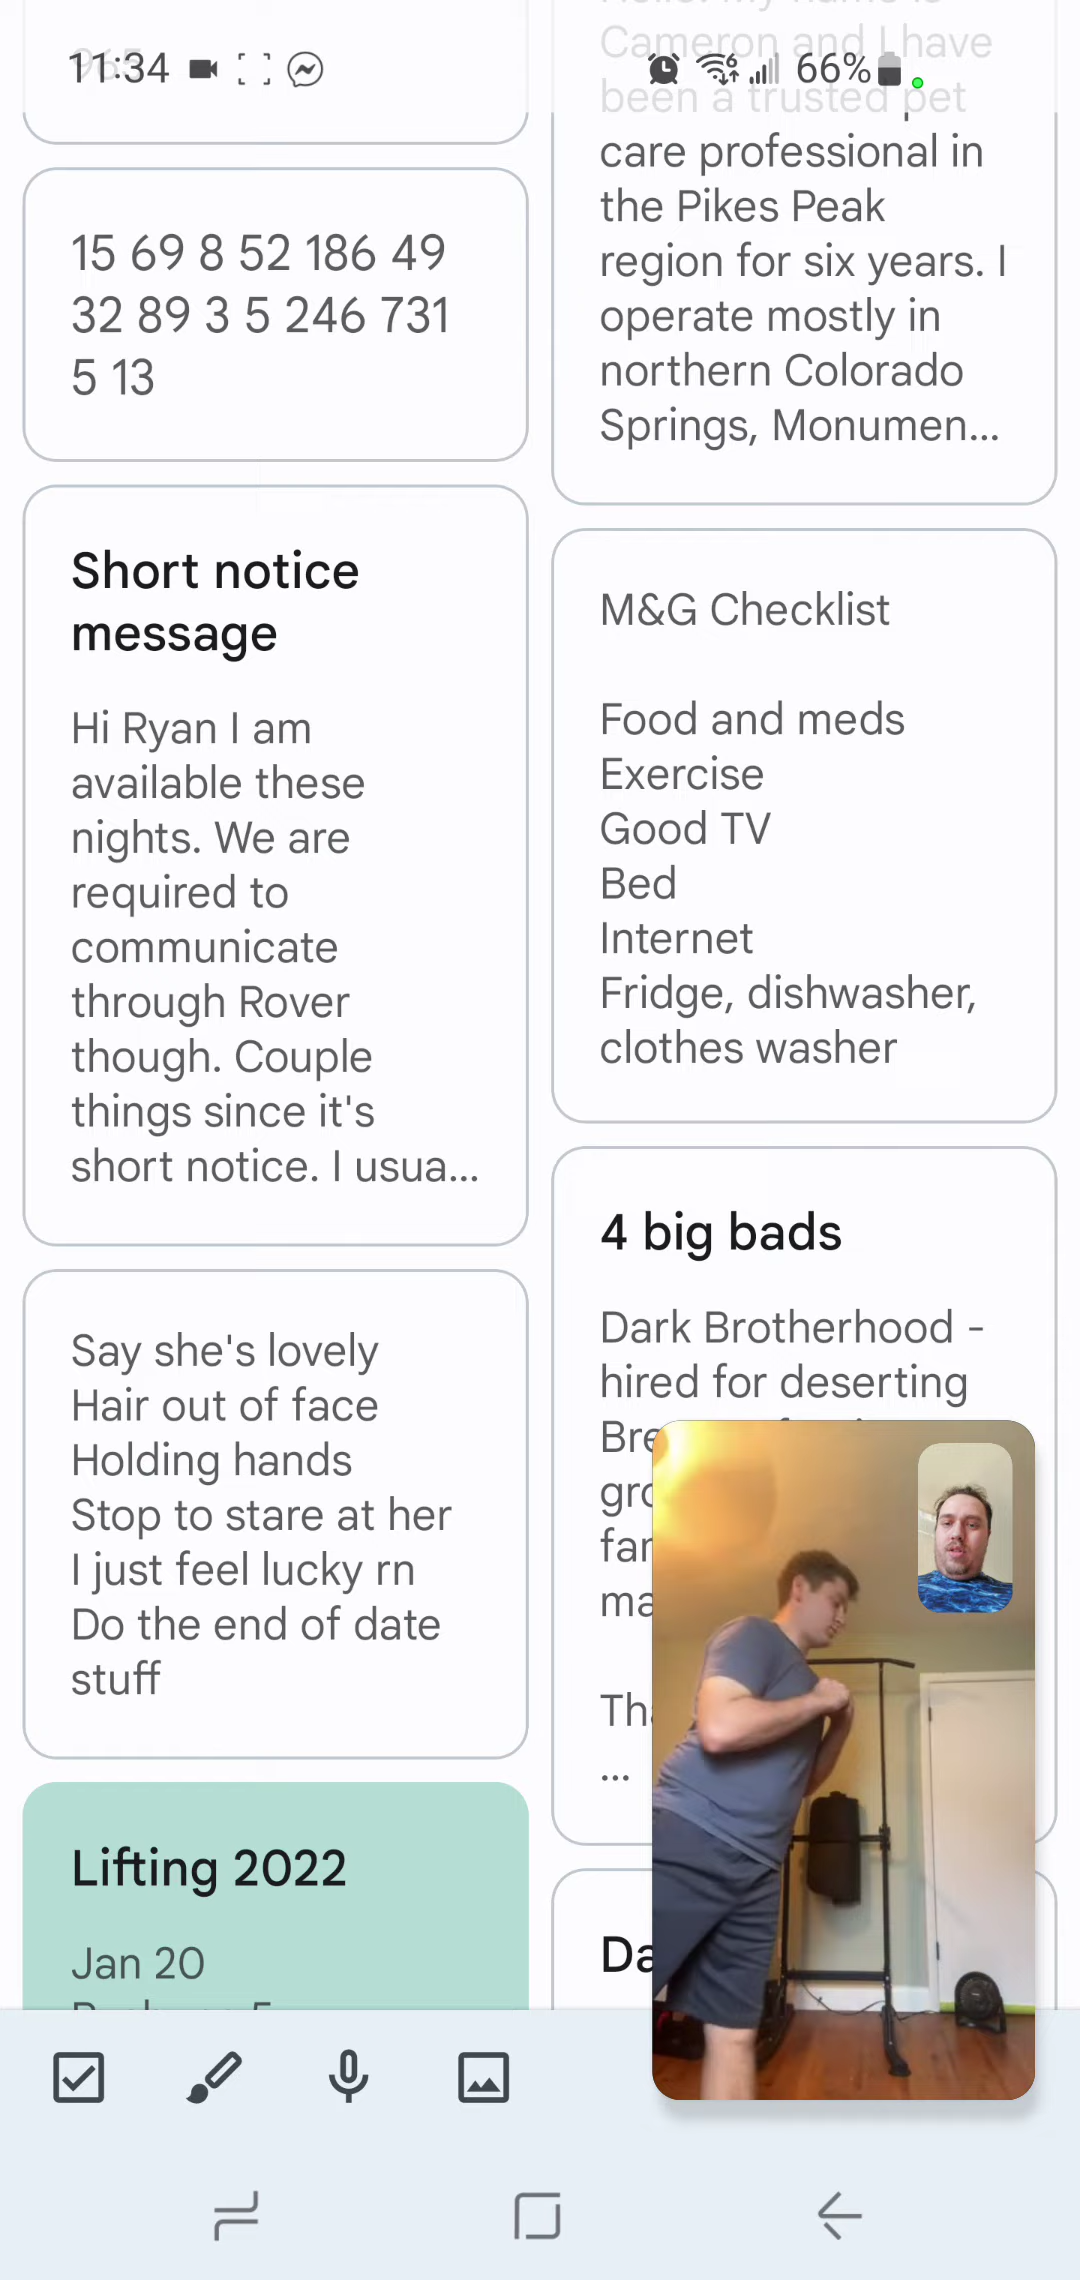 11:34
66%
15 69 8 52 186 49
32 89 3 5 246 731
5 13
Short notice
message
Hi Ryan I am
available these
nights. We are
required to
communicate
through Rover
though. Couple
things since it's
short notice. I usua...
Say she's lovely
Hair out of face
Holding hands
Stop to stare at her
I just feel lucky rn
Do the end of date
stuff
Lifting 2022
Jan 20
Cameron and I have
been a trusted pet
care professional in
the Pikes Peak
region for six years. I
operate mostly in
northern Colorado
Springs, Monumen...
M&G Checklist
Food and meds
Exercise
Good TV
Bed
Internet
Fridge, dishwasher,
clothes washer
4 big bads
Dark Brotherhood -
hired for deserting
...